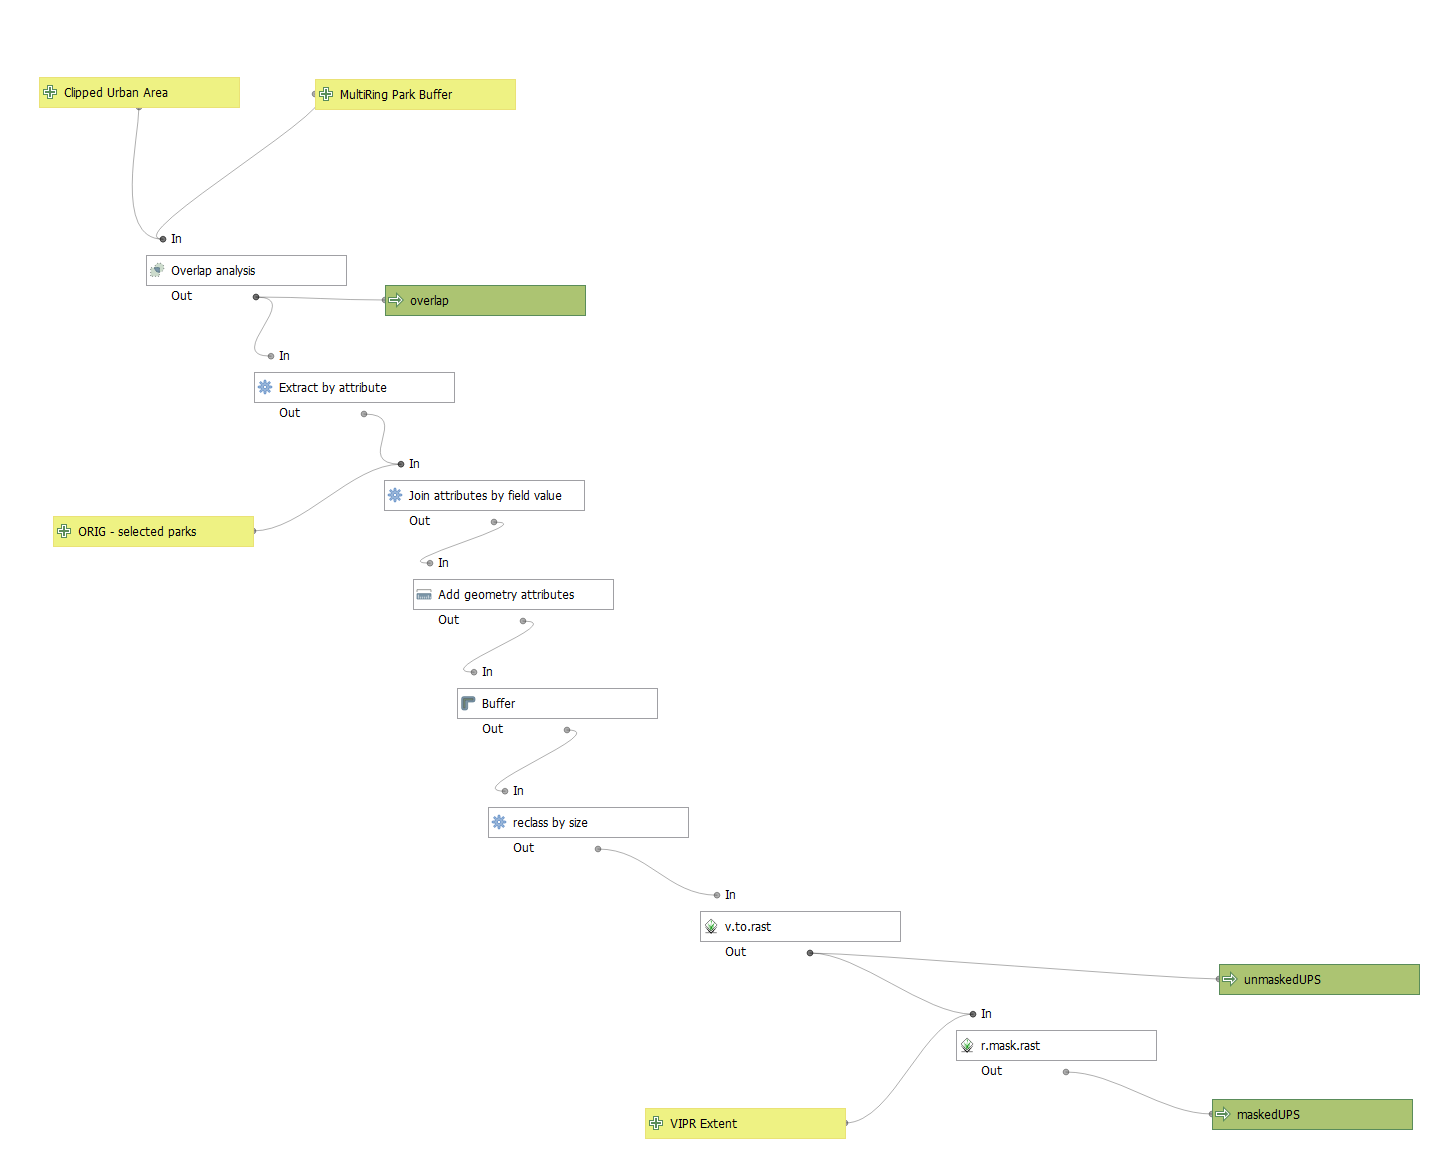 Clipped Urban Area
MultiRing Park Buffer
In
Overlap analysis
Out
overlap
In
Extract by attribute
Out
In
Join attributes by field value
Out
ORIG - selected parks
In
Add geometry attributes
Out
In
Buffer
Out
In
reclass by size
Out
In
v.to.rast
Out
unmaskedUPS
In
r.mask.rast
Out
maskedUPS
VIPR Extent